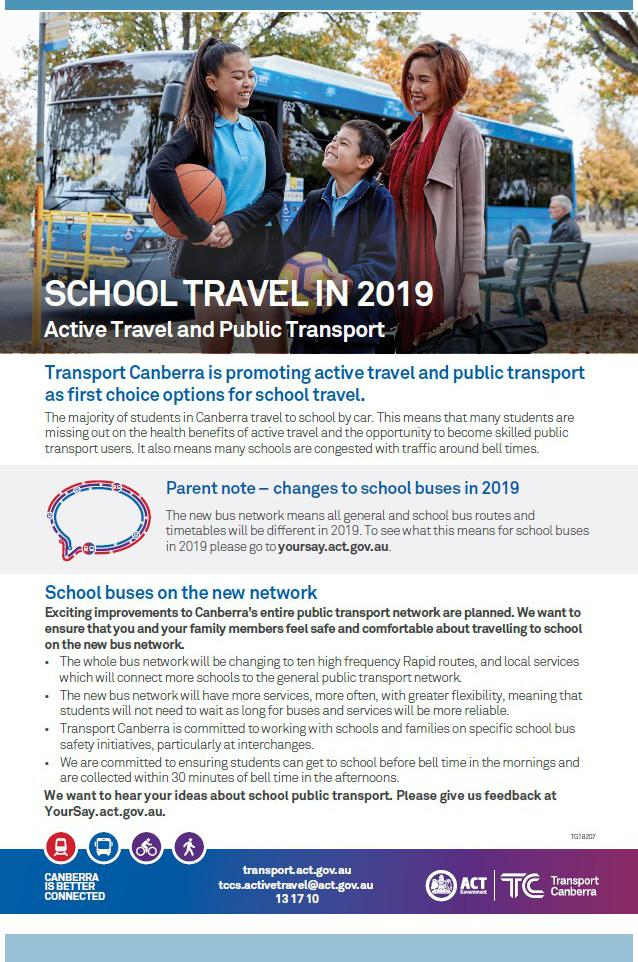 652
SCHOOL TRAVEL IN 2019
Active Travel and Public Transport
Transport Canberra is promoting active travel and public transport
as first choice options for school travel.
The majority of students in Canberra travel to school by car. This means that many students are
missing out on the health benefits of active travel and the opportunity to become skilled public
transport users. It also means many schools are congested with traffic around bell times.
Parent note – changes to school buses in 2019
The new bus network means all general and school bus routes and
timetables will be different in 2019. To see what this means for school buses
in 2019 please go to yoursay.act.gov.au.
School buses on the new network
Exciting improvements to Canberra's entire public transport network are planned. We want to
ensure that you and your family members feel safe and comfortable about travelling to school
on the new bus network.
• The whole bus network will be changing to ten high frequency Rapid routes, and local services
which will connect more schools to the general public transport network.
• The new bus network will have more services, more often, with greater flexibility, meaning that
students will not need to wait as long for buses and services will be more reliable.
• Transport Canberra is committed to working with schools and families on specific school bus
safety initiatives, particularly at interchanges.
• We are committed to ensuring students can get to school before bell time in the mornings and
are collected within 30 minutes of bell time in the afternoons.
We want to hear your ideas about school public transport. Please give us feedback at
YourSay.act.gov.au.
TG18207
CANBERRA
IS BETTER
CONNECTED
transport.act.gov.au
tccs.activetravel@act.gov.au
13 17 10
ACT
Government
TC
Transport
Canberra